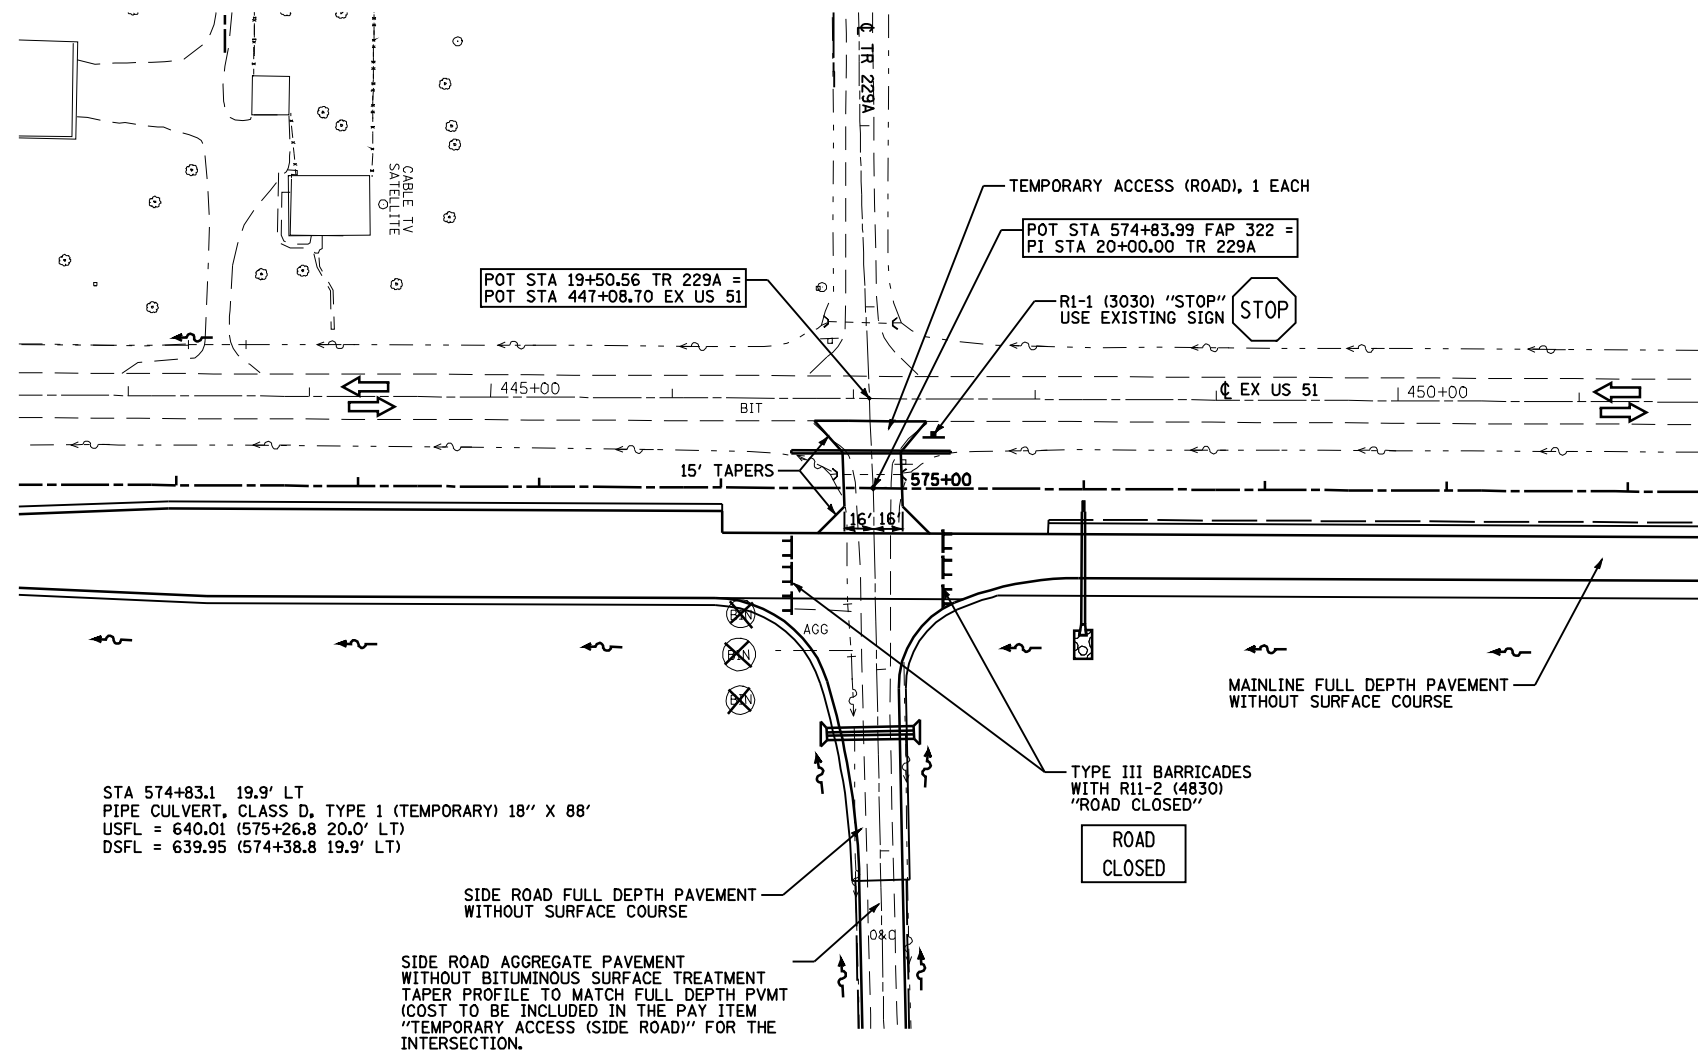 ℄ TR 229A
CABLE TV
SATELLITE
TEMPORARY ACCESS (ROAD), 1 EACH
POT STA 574+83.99 FAP 322 =
PI STA 20+00.00 TR 229A
POT STA 19+50.56 TR 229A =
POT STA 447+08.70 EX US 51
R1-1 (3030) "STOP"
USE EXISTING SIGN
STOP
445+00
BIT
℄ EX US 51
450+00
15' TAPERS
575+00
16' 16'
BIN
AGG
BIN
BIN
MAINLINE FULL DEPTH PAVEMENT
WITHOUT SURFACE COURSE
TYPE III BARRICADES
WITH R11-2 (4830)
"ROAD CLOSED"
ROAD
CLOSED
STA 574+83.1 19.9' LT
PIPE CULVERT, CLASS D, TYPE 1 (TEMPORARY) 18" X 88'
USFL = 640.01 (575+26.8 20.0' LT)
DSFL = 639.95 (574+38.8 19.9' LT)
SIDE ROAD FULL DEPTH PAVEMENT
WITHOUT SURFACE COURSE
O&C
SIDE ROAD AGGREGATE PAVEMENT
WITHOUT BITUMINOUS SURFACE TREATMENT
TAPER PROFILE TO MATCH FULL DEPTH PVMT
(COST TO BE INCLUDED IN THE PAY ITEM
"TEMPORARY ACCESS (SIDE ROAD)" FOR THE
INTERSECTION.